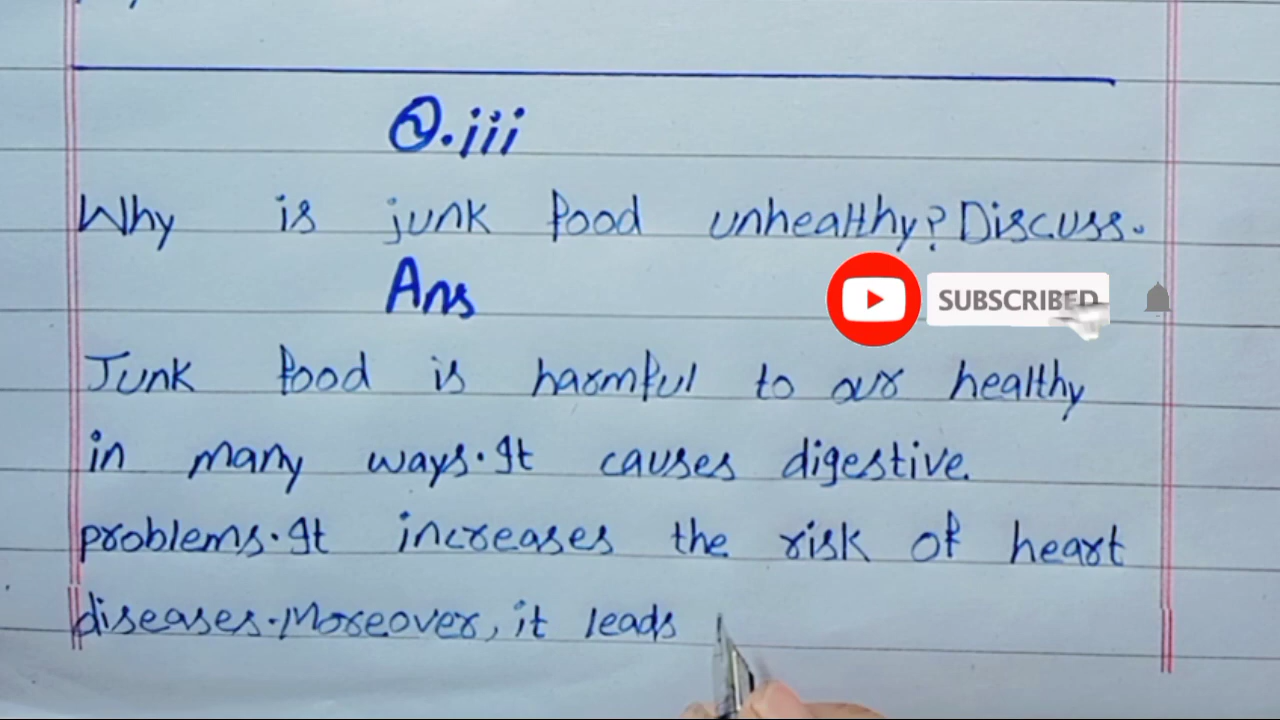 Q.iii
Why is junk food unhealthy? Discuss.
Ans
SUBSCRIBED
Junk food is harmful to our healthy
in many ways. It causes digestive.
problems. It increases the risk of heart
diseases. Moreover, it leads